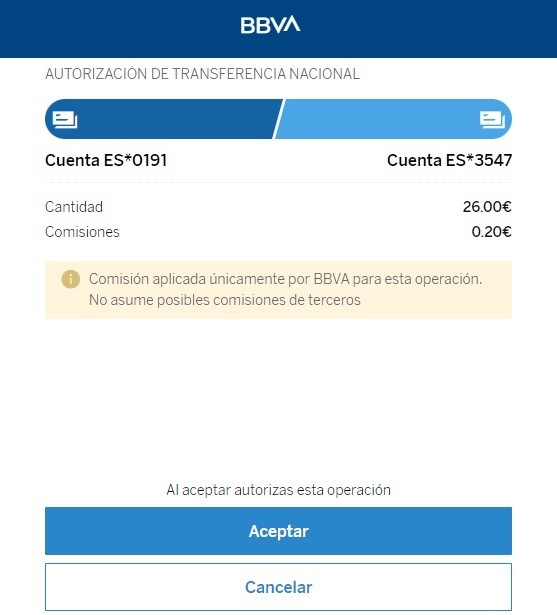 BBVA
AUTORIZACIÓN DE TRANSFERENCIA NACIONAL
Cuenta ES*0191 Cuenta ES*3547
Cantidad 26.00€
Comisiones 0.20€
Comisión aplicada únicamente por BBVA para esta operación.
No asume posibles comisiones de terceros
Al aceptar autorizas esta operación
Aceptar
Cancelar